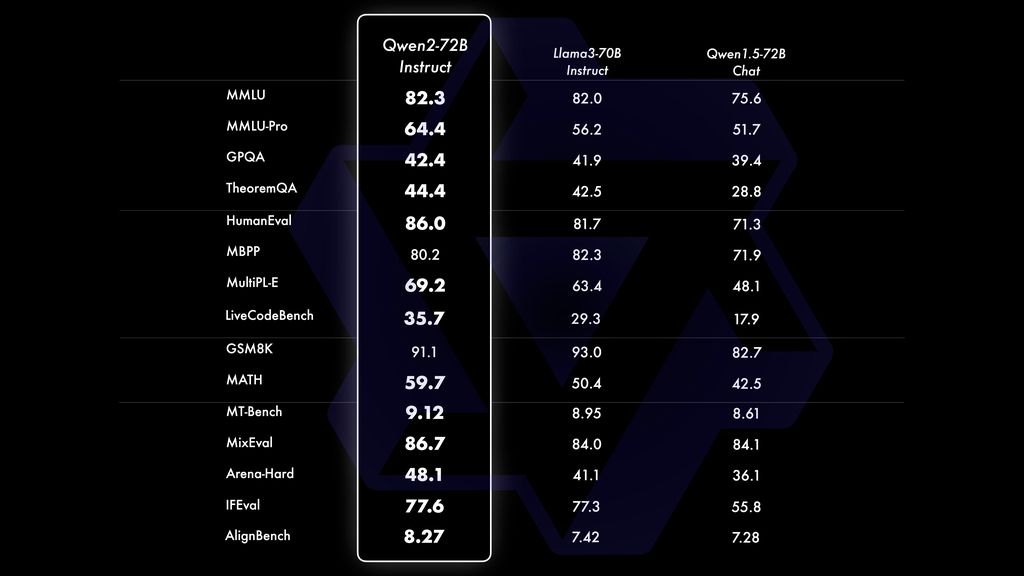 Qwen2-72B Instruct Llama3-70B Instruct Qwen1.5-72B Chat
MMLU 82.3 82.0 75.6
MMLU-Pro 64.4 56.2 51.7
GPQA 42.4 41.9 39.4
TheoremQA 44.4 42.5 28.8
HumanEval 86.0 81.7 71.3
MBPP 80.2 82.3 71.9
MultiPL-E 69.2 63.4 48.1
LiveCodeBench 35.7 29.3 17.9
GSM8K 91.1 93.0 82.7
MATH 59.7 50.4 42.5
MT-Bench 9.12 8.95 8.61
MixEval 86.7 84.0 84.1
Arena-Hard 48.1 41.1 36.1
IFEval 77.6 77.3 55.8
AlignBench 8.27 7.42 7.28